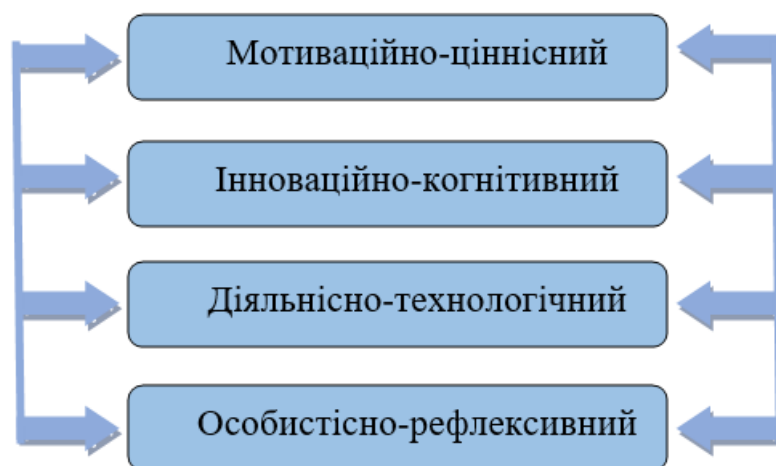 Мотиваційно-ціннісний
Інноваційно-когнітивний
Діяльнісно-технологічний
Особистісно-рефлексивний